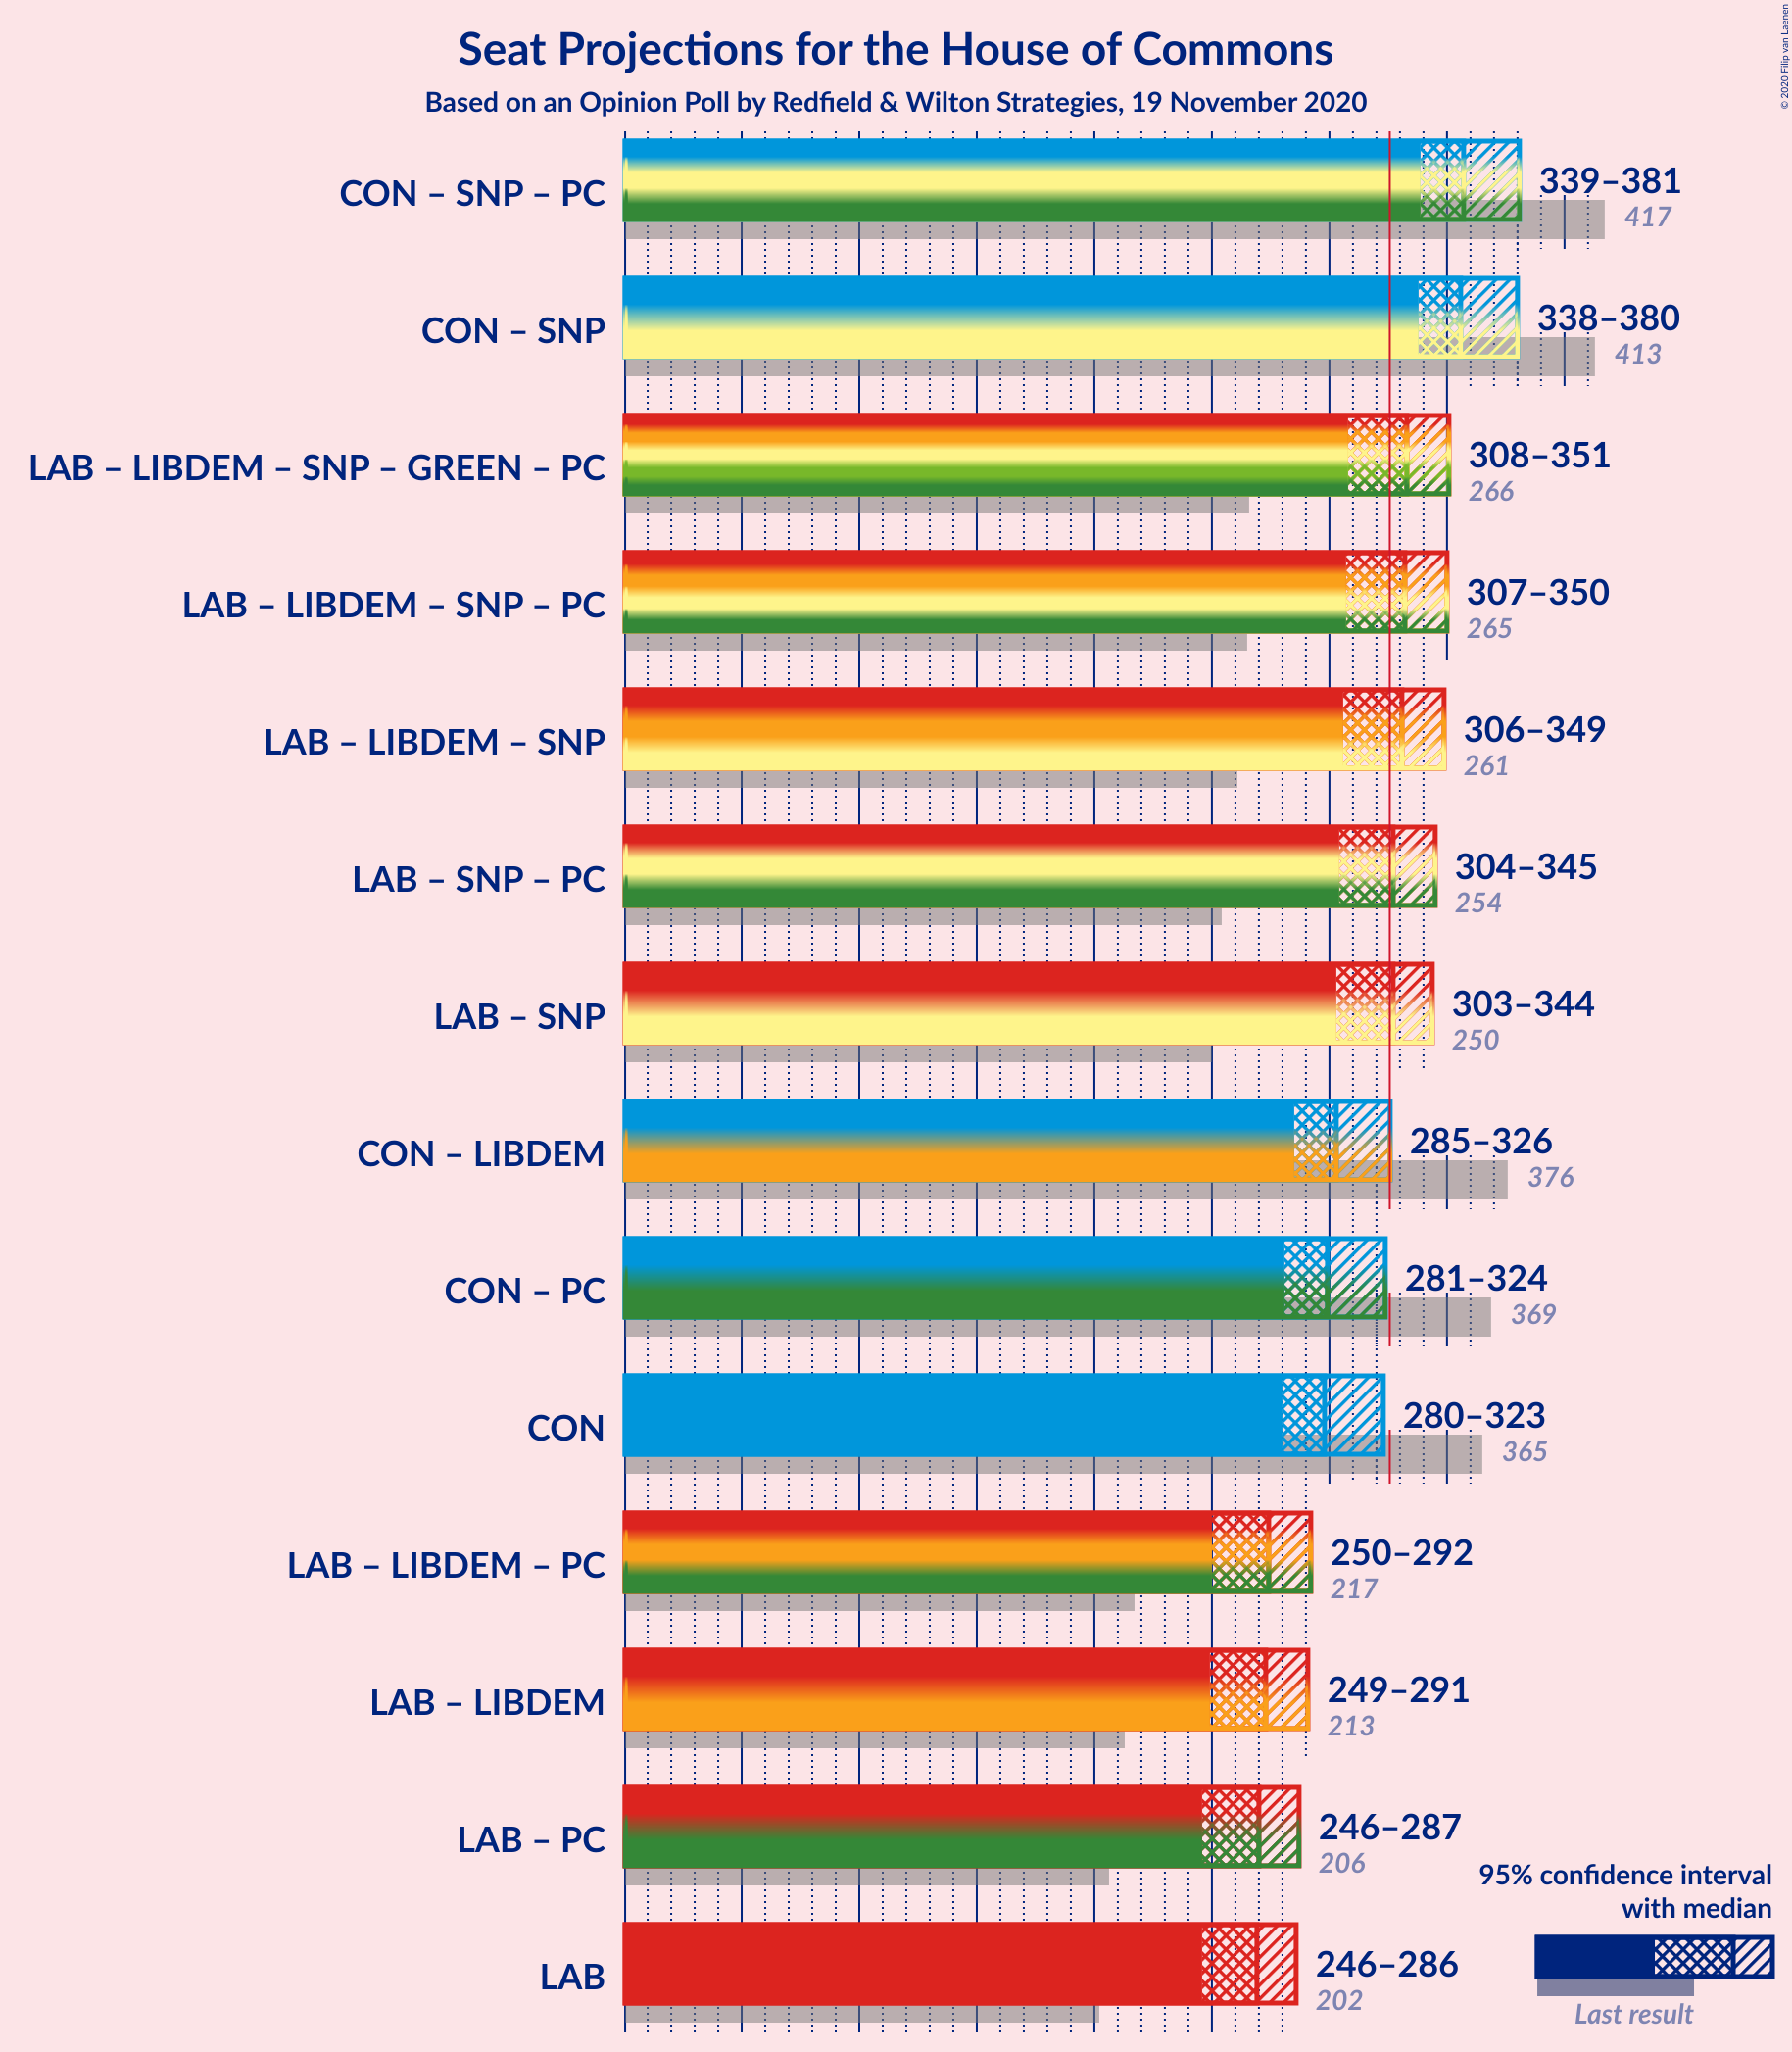 Seat Projections for the House of Commons
Based on an Opinion Poll by Redfield & Wilton Strategies, 19 November 2020
© 2020 Filip van Laenen
CON – SNP – PC
339–381
417
CON – SNP
338–380
413
LAB – LIBDEM – SNP – GREEN – PC
308–351
266
LAB – LIBDEM – SNP – PC
307–350
265
LAB – LIBDEM – SNP
306–349
261
LAB – SNP – PC
304–345
254
LAB – SNP
303–344
250
CON – LIBDEM
285–326
376
CON – PC
281–324
369
CON
280–323
365
LAB – LIBDEM – PC
250–292
217
LAB – LIBDEM
249–291
213
LAB – PC
246–287
206
LAB
246–286
202
95% confidence interval
with median
Last result